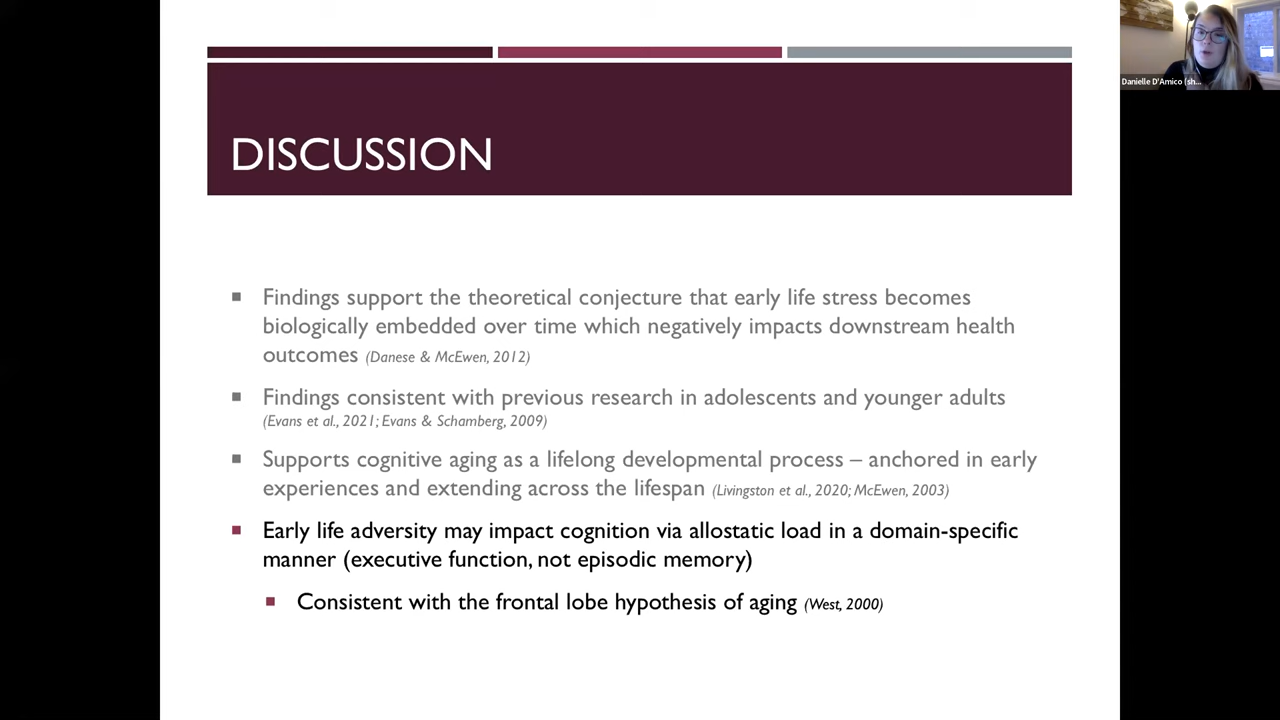 DISCUSSION
Findings support the theoretical conjecture that early life stress becomes
biologically embedded over time which negatively impacts downstream health
outcomes (Danese & McEwen, 2012)
Findings consistent with previous research in adolescents and younger adults
(Evans et al., 2021; Evans & Schamberg, 2009)
Supports cognitive aging as a lifelong developmental process – anchored in early
experiences and extending across the lifespan (Livingston et al., 2020; McEwen, 2003)
Early life adversity may impact cognition via allostatic load in a domain-specific
manner (executive function, not episodic memory)
Consistent with the frontal lobe hypothesis of aging (West, 2000)
Danielle D'Amico (sh...